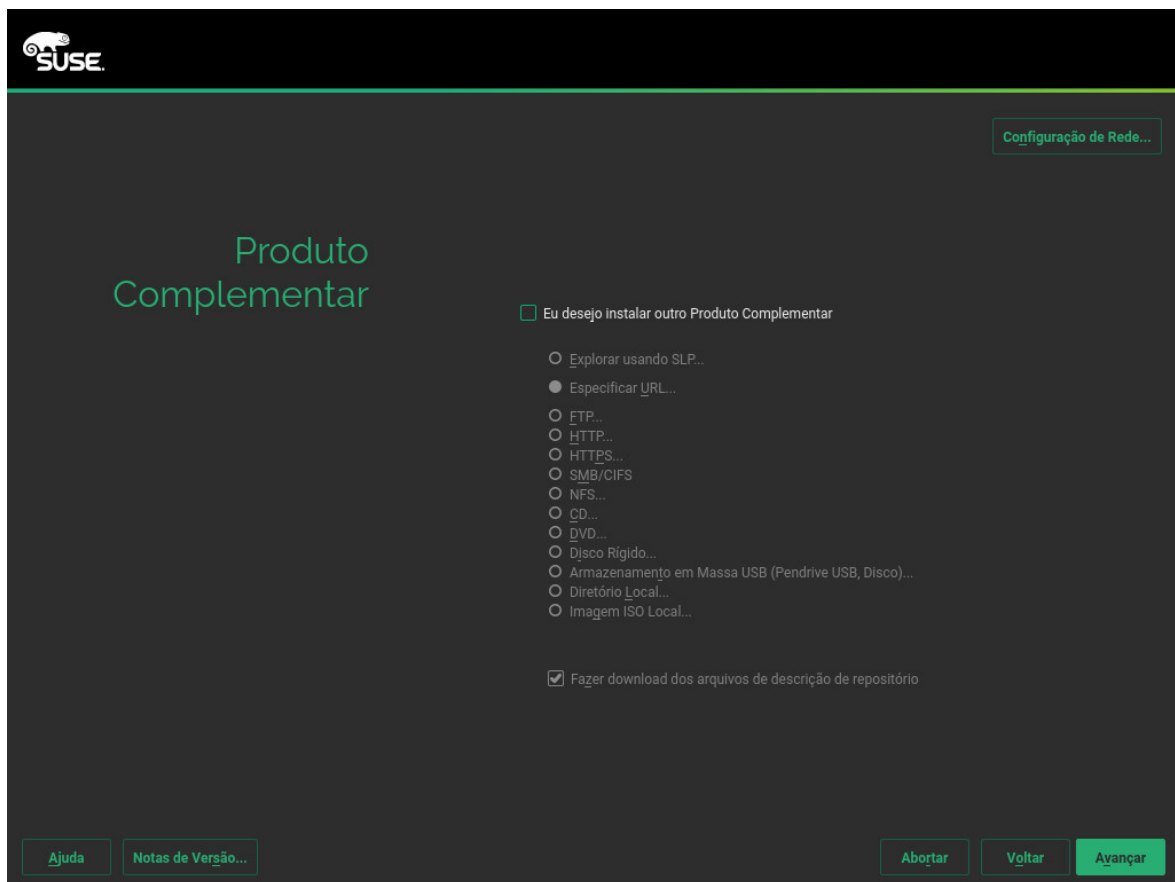 SUSE.
Configuração de Rede...
Produto
Complementar
Eu desejo instalar outro Produto Complementar
Explorar usando SLP...
Especificar URL...
FTP...
HTTP...
HTTPS...
SMB/CIFS
NFS...
CD...
DVD...
Disco Rígido...
Armazenamento em Massa USB (Pendrive USB, Disco)...
Diretório Local...
Imagem ISO Local...
Fazer download dos arquivos de descrição de repositório
Ajuda
Notas de Versão...
Abortar
Voltar
Avançar